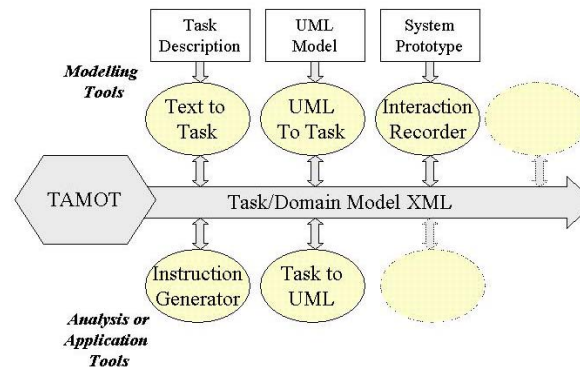 Task
Description
UML
Model
System
Prototype
Modelling
Tools
Text to
Task
UML
To Task
Interaction
Recorder
TAMOT
Task/Domain Model XML
Instruction
Generator
Task to
UML
Analysis or
Application
Tools